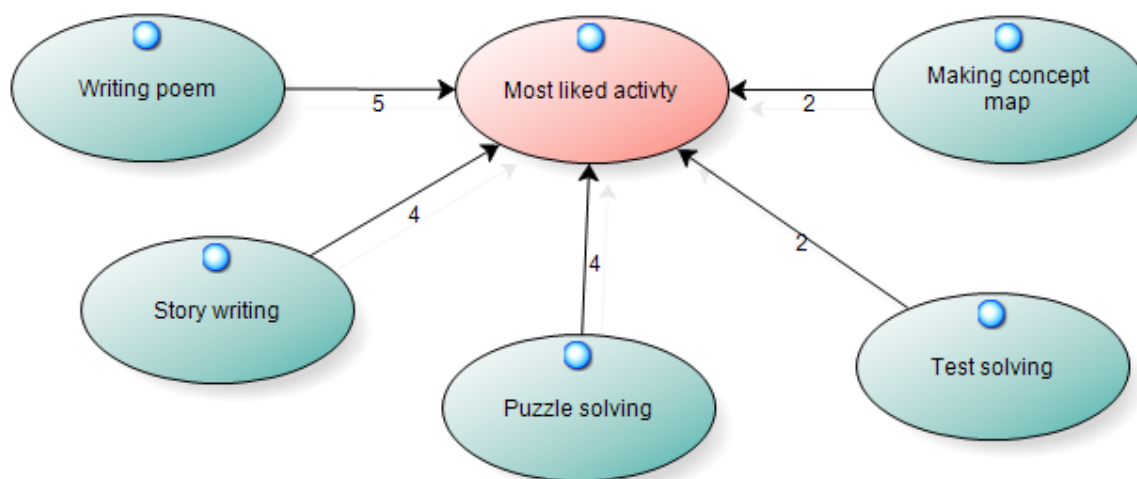 Writing poem
5
Most liked activty
2
Making concept
map
4
Story writing
4
Puzzle solving
2
Test solving